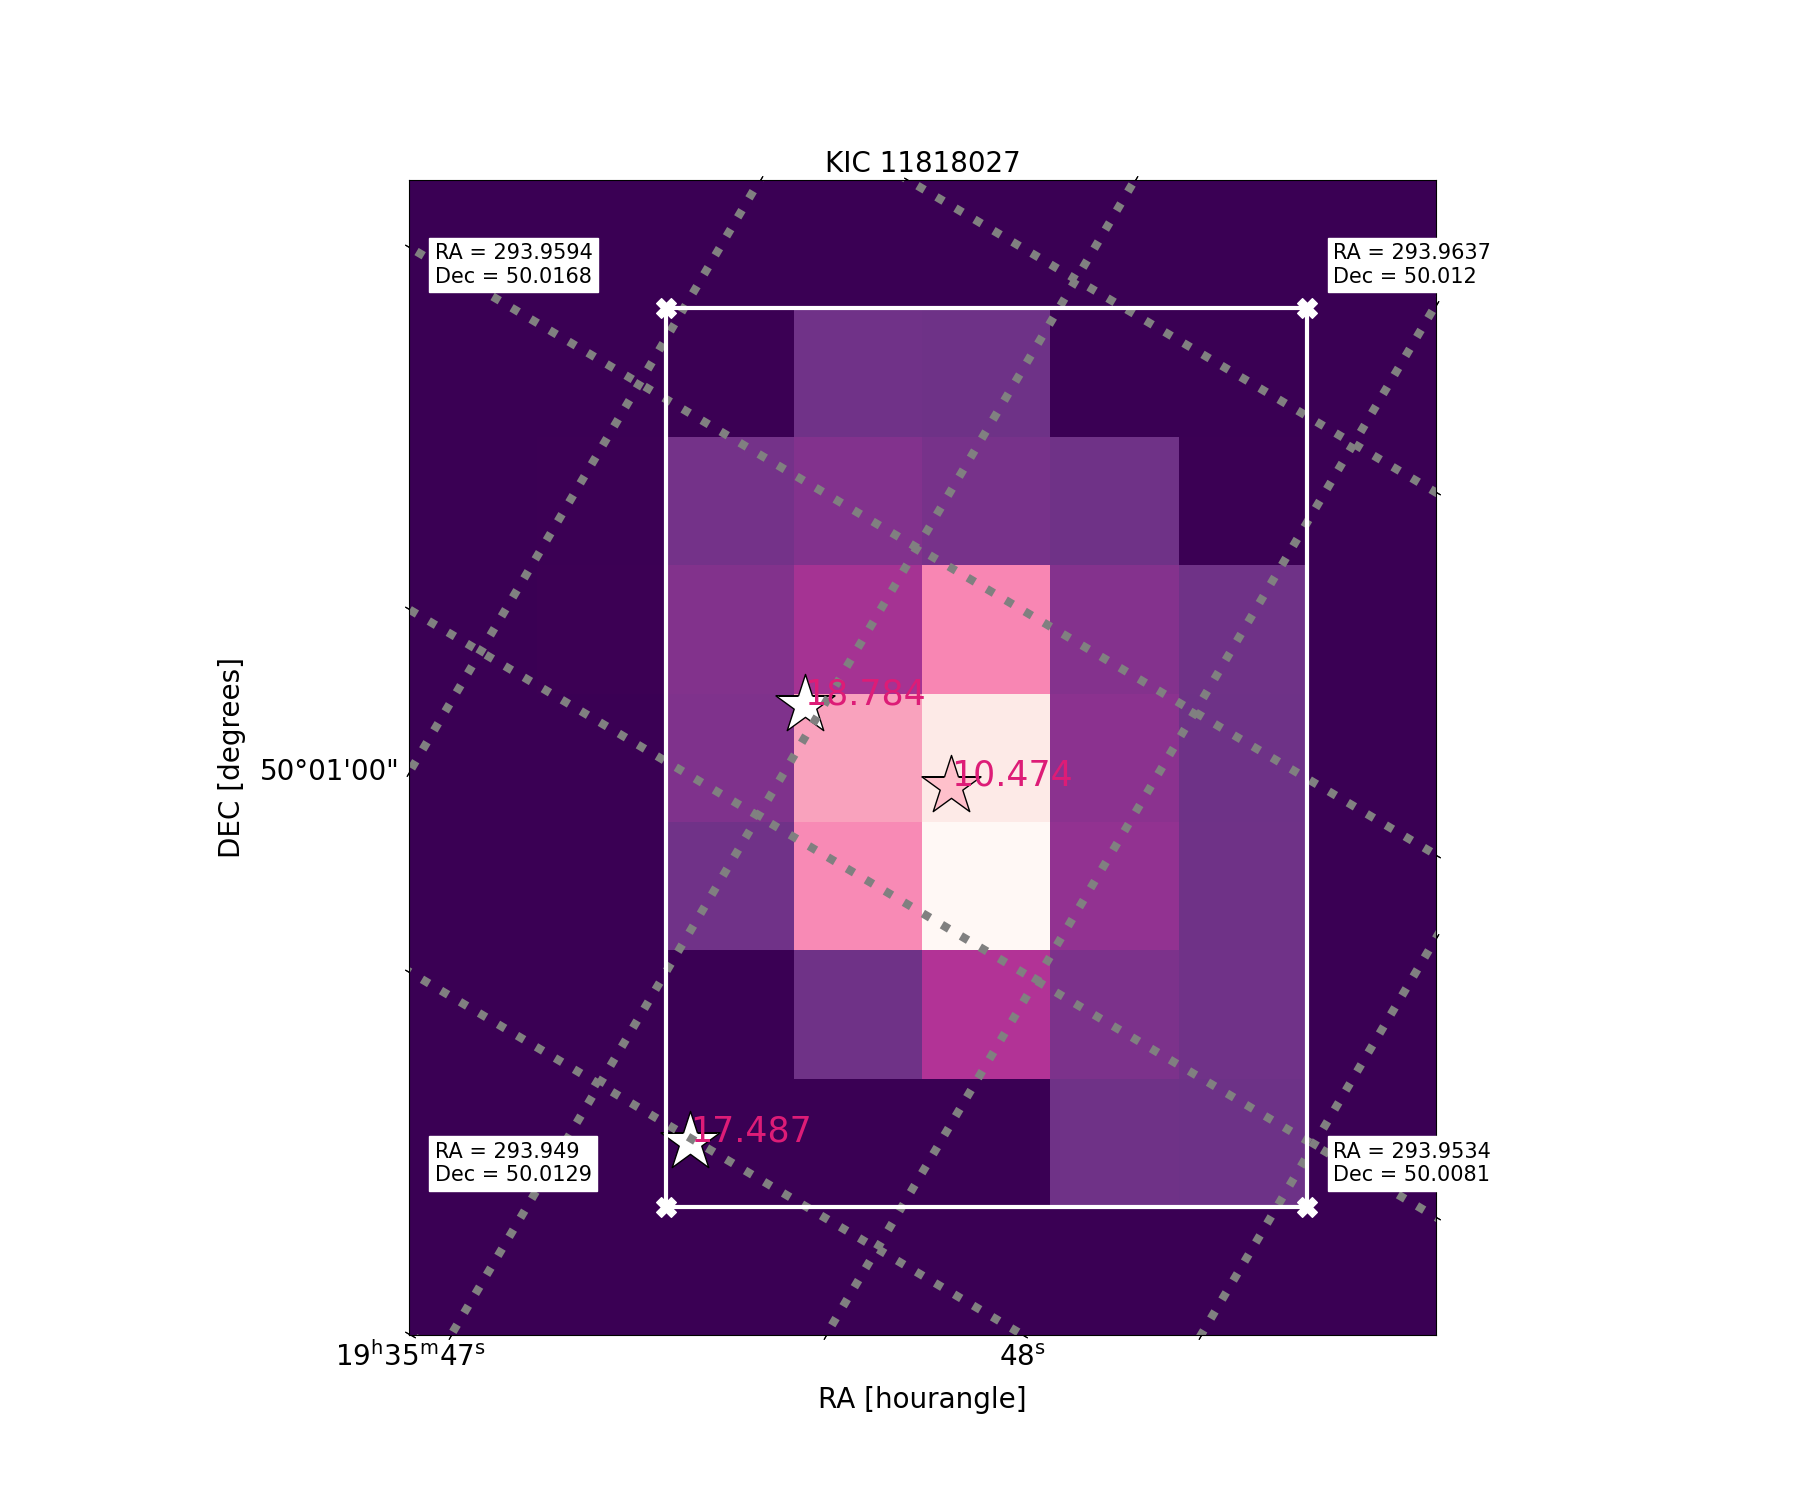 KIC 11818027
RA = 293.9594
Dec = 50.0168
RA = 293.9637
Dec = 50.012
18.784
10.474
50°01'00"
DEC [degrees]
17.487
RA = 293.949
Dec = 50.0129
RA = 293.9534
Dec = 50.0081
19ʰ35ᵐ47ˢ
48ˢ
RA [hourangle]